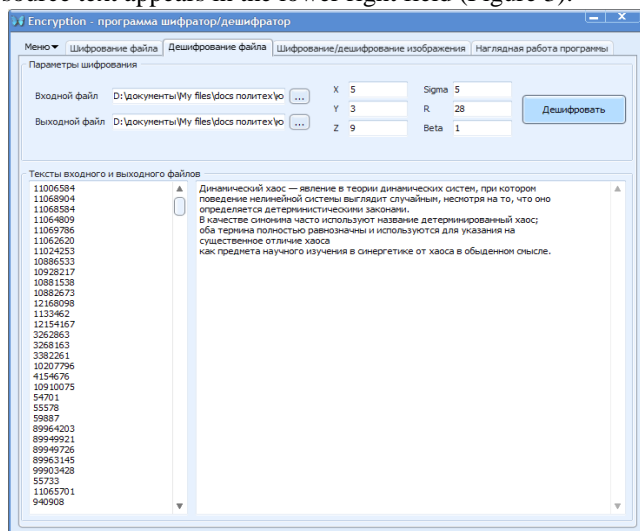 source text appears in the lower right field (Figure 5).
Encryption - программа шифратор/дешифратор
Меню Шифрование файла Дешифрование файла Шифрование/дешифрование изображения Наглядная работа программы
Параметры шифрования
Входной файл D:\документы\My files\docs политех\ю ... X 5 Sigma 5
Выходной файл D:\документы\My files\docs политех\ю ... Y 3 R 28 Дешифровать
Z 9 Beta 1
Тексты входного и выходного файлов
11006584
11068904
11068584
11064809
11069786
11062620
11024253
10886533
10928217
10881538
10882673
12168098
1133462
12154167
3262863
3268163
3382261
10207796
4154676
10910075
54701
55578
59887
89964203
89949921
89949726
89963145
99903428
55733
11065701
940908
Динамический хаос — явление в теории динамических систем, при котором
поведение нелинейной системы выглядит случайным, несмотря на то, что оно
определяется детерминистическими законами.
В качестве синонима часто используют название детерминированный хаос;
оба термина полностью равнозначны и используются для указания на
существенное отличие хаоса
как предмета научного изучения в синергетике от хаоса в обыденном смысле.